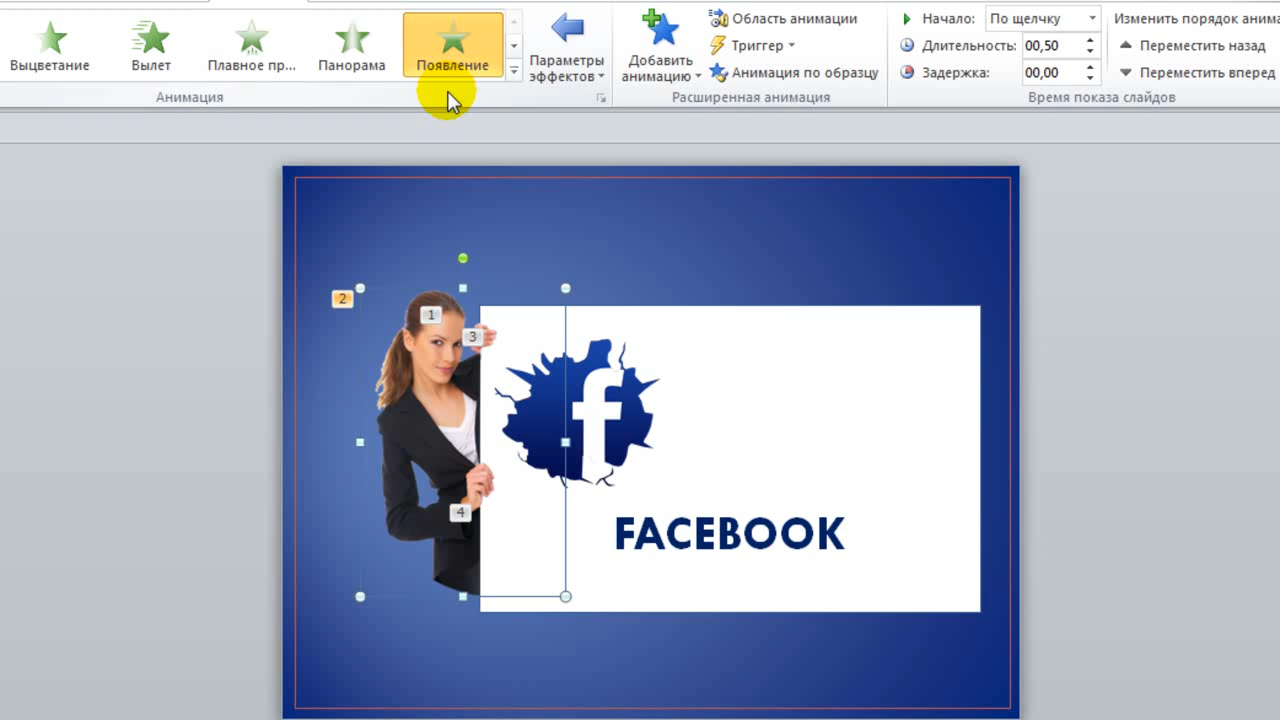 Выцветание
Вылет
Плавное пр...
Панорама
Появление
Параметры
эффектов
Добавить
анимацию
Область анимации
Триггер
Анимация по образцу
Начало: По щелчку
Длительность: 00,50
Задержка: 00,00
Изменить порядок аним
Переместить назад
Переместить вперед
Анимация
Расширенная анимация
Время показа слайдов
2
1
3
f
4
FACEBOOK